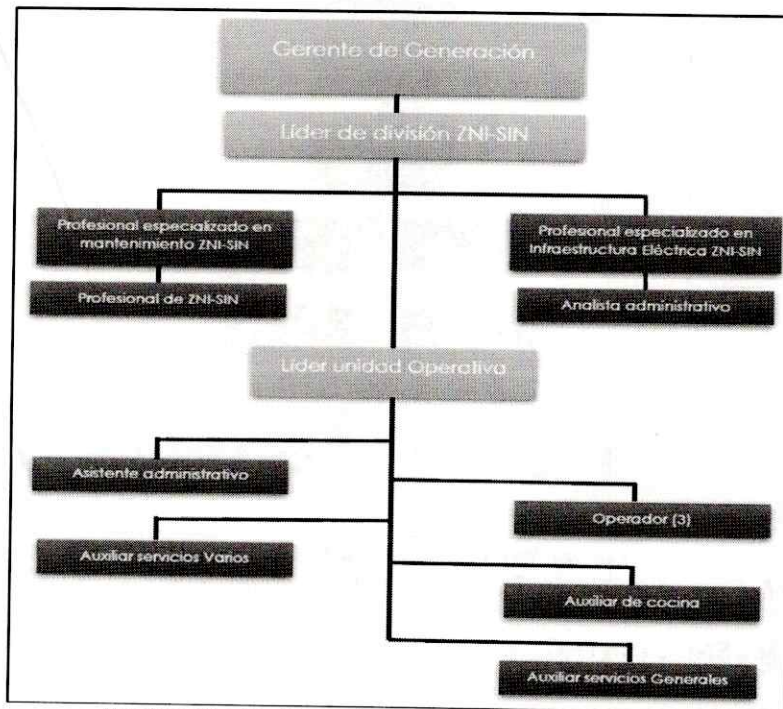 Gerente de Generación
Líder de división ZNI-SIN
Profesional especializado en
mantenimiento ZNI-SIN
Profesional especializado en
Infraestructura Eléctrica ZNI-SIN
Profesional de ZNI-SIN
Analista administrativo
Líder unidad Operativa
Asistente administrativo
Operador (3)
Auxiliar servicios Varios
Auxiliar de cocina
Auxiliar servicios Generales